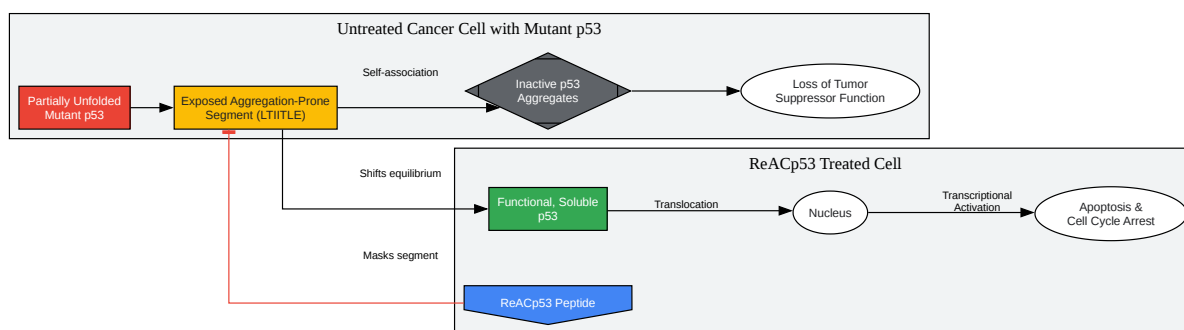 Untreated Cancer Cell with Mutant p53
Partially Unfolded
Mutant p53
Exposed Aggregation-Prone
Segment (LTIITLE)
Self-association
Inactive p53
Aggregates
Loss of Tumor
Suppressor Function
ReACp53 Treated Cell
Shifts equilibrium
Functional, Soluble
p53
Translocation
Nucleus
Transcriptional
Activation
Apoptosis &
Cell Cycle Arrest
Masks segment
ReACp53 Peptide